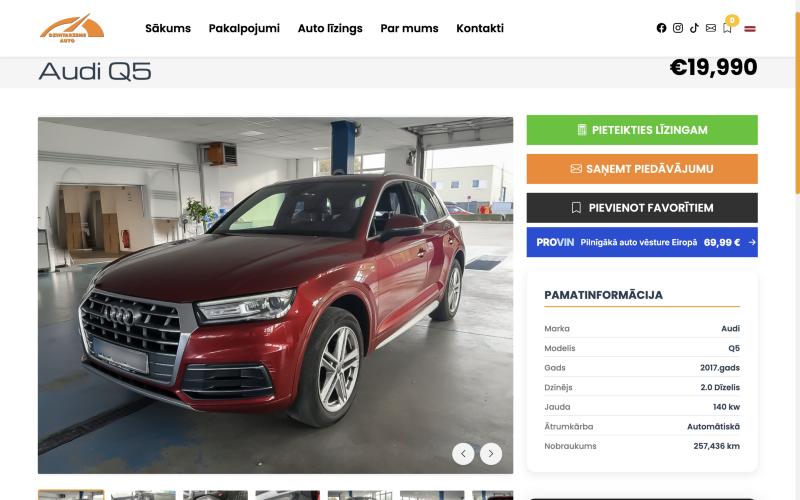 DZINTARZEME
AUTO
Sākums
Pakalpojumi
Auto līzings
Par mums
Kontakti
0
Audi Q5
€19,990
PIETEIKTIES LĪZINGAM
SAŅEMT PIEDĀVĀJUMU
PIEVIENOT FAVORĪTIEM
PROVIN Pilnīgākā auto vēsture Eiropā 69,99 € →
PAMATINFORMĀCIJA
Marka Audi
Modelis Q5
Gads 2017.gads
Dzinējs 2.0 Dīzelis
Jauda 140 kw
Ātrumkārba Automātiskā
Nobraukums 257,436 km